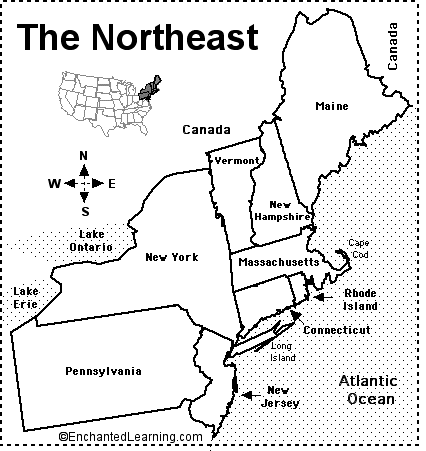 The Northeast
Canada
Canada
Maine
Vermont
N
W
E
S
New
Hampshire
Lake
Ontario
Cape
Cod
New York
Massachusetts
Lake
Erie
Rhode
Island
Connecticut
Long
Island
Pennsylvania
New
Jersey
Atlantic
Ocean
©EnchantedLearning.com